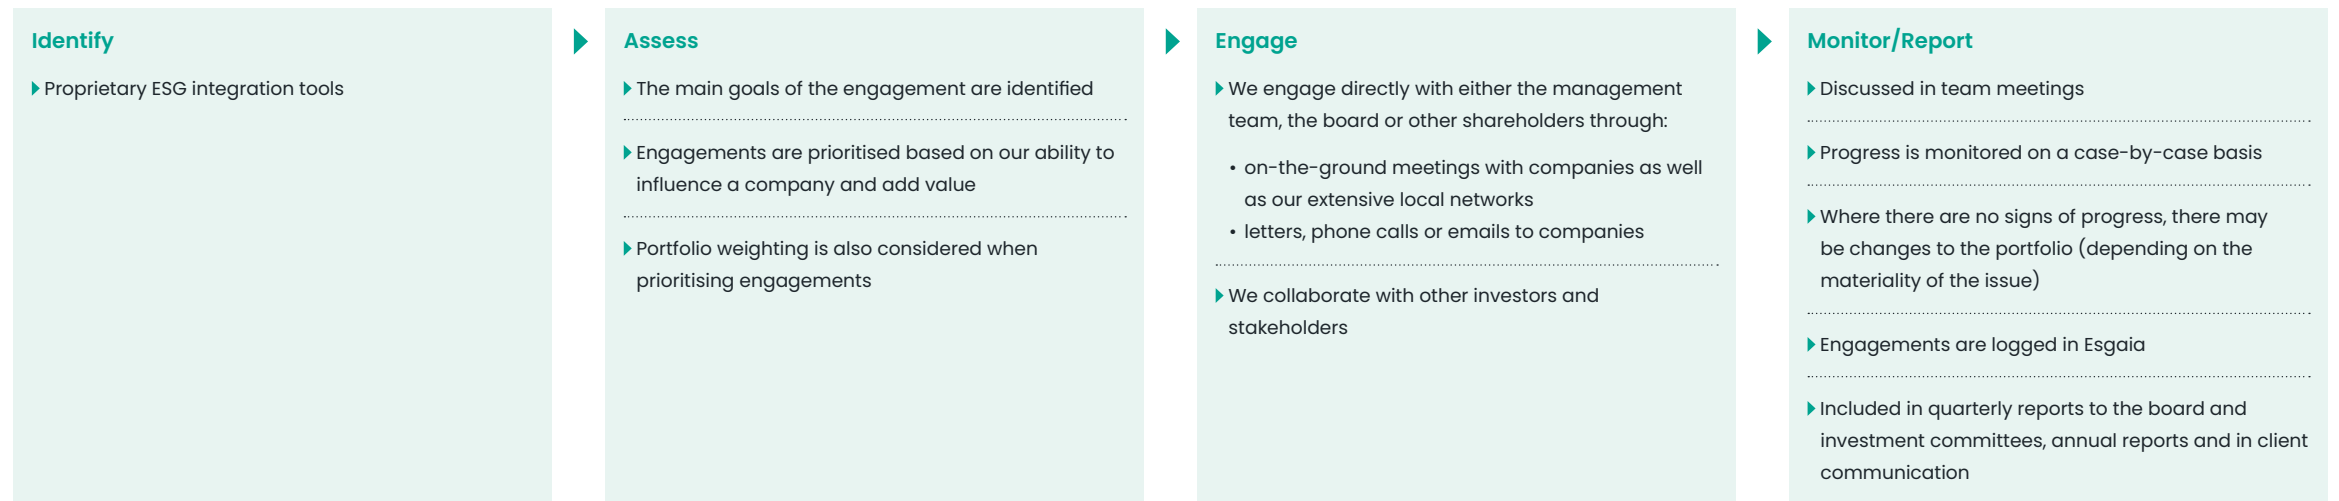 Identify
Proprietary ESG integration tools
Assess
The main goals of the engagement are identified
Engagements are prioritised based on our ability to
influence a company and add value
Portfolio weighting is also considered when
prioritising engagements
Engage
We engage directly with either the management
team, the board or other shareholders through:
• on-the-ground meetings with companies as well
as our extensive local networks
• letters, phone calls or emails to companies
We collaborate with other investors and
stakeholders
Monitor/Report
Discussed in team meetings
Progress is monitored on a case-by-case basis
Where there are no signs of progress, there may
be changes to the portfolio (depending on the
materiality of the issue)
Engagements are logged in Esgaia
Included in quarterly reports to the board and
investment committees, annual reports and in client
communication